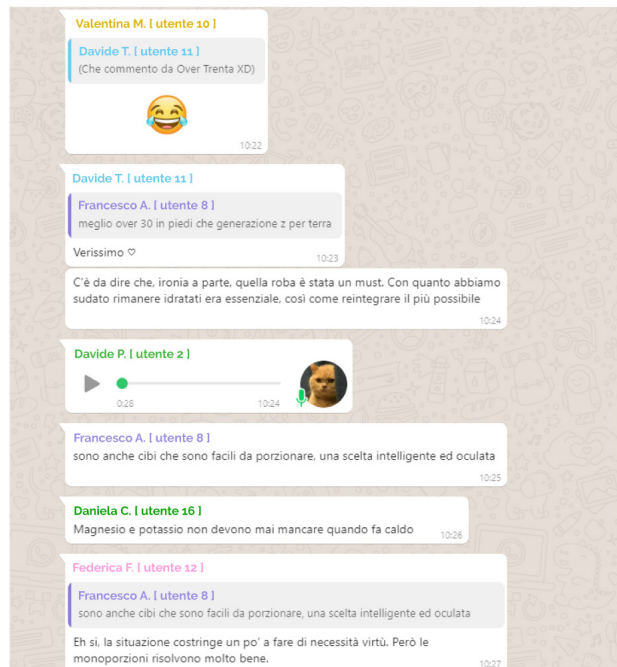 Valentina M. [ utente 10 ]
Davide T. [ utente 11 ]
(Che commento da Over Trenta XD)
10:22
Davide T. [ utente 11 ]
Francesco A. [ utente 8 ]
meglio over 30 in piedi che generazione z per terra
Verissimo ♡
10:23
C'è da dire che, ironia a parte, quella roba è stata un must. Con quanto abbiamo
sudato rimanere idratati era essenziale, così come reintegrare il più possibile
10:24
Davide P. [ utente 2 ]
0:28 10:24
Francesco A. [ utente 8 ]
sono anche cibi che sono facili da porzionare, una scelta intelligente ed oculata
10:25
Daniela C. [ utente 16 ]
Magnesio e potassio non devono mai mancare quando fa caldo
10:26
Federica F. [ utente 12 ]
Francesco A. [ utente 8 ]
sono anche cibi che sono facili da porzionare, una scelta intelligente ed oculata
Eh si, la situazione costringe un po' a fare di necessità virtù. Però le
monoporzioni risolvono molto bene.
10:27